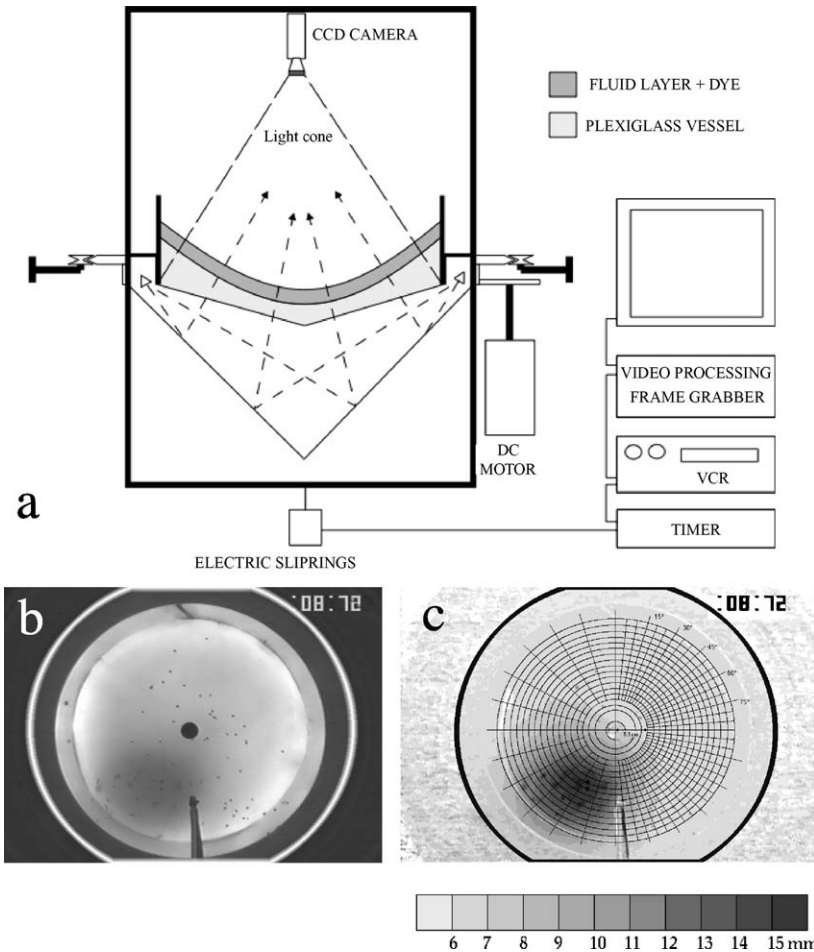 CCD CAMERA
FLUID LAYER + DYE
PLEXIGLASS VESSEL
Light cone
VIDEO PROCESSING
FRAME GRABBER
DC
MOTOR
VCR
TIMER
a
ELECTRIC SLIPRINGS
b
:08:72
c
:08:72
15°
30°
45°
60°
75°
6 7 8 9 10 11 12 13 14 15 mm